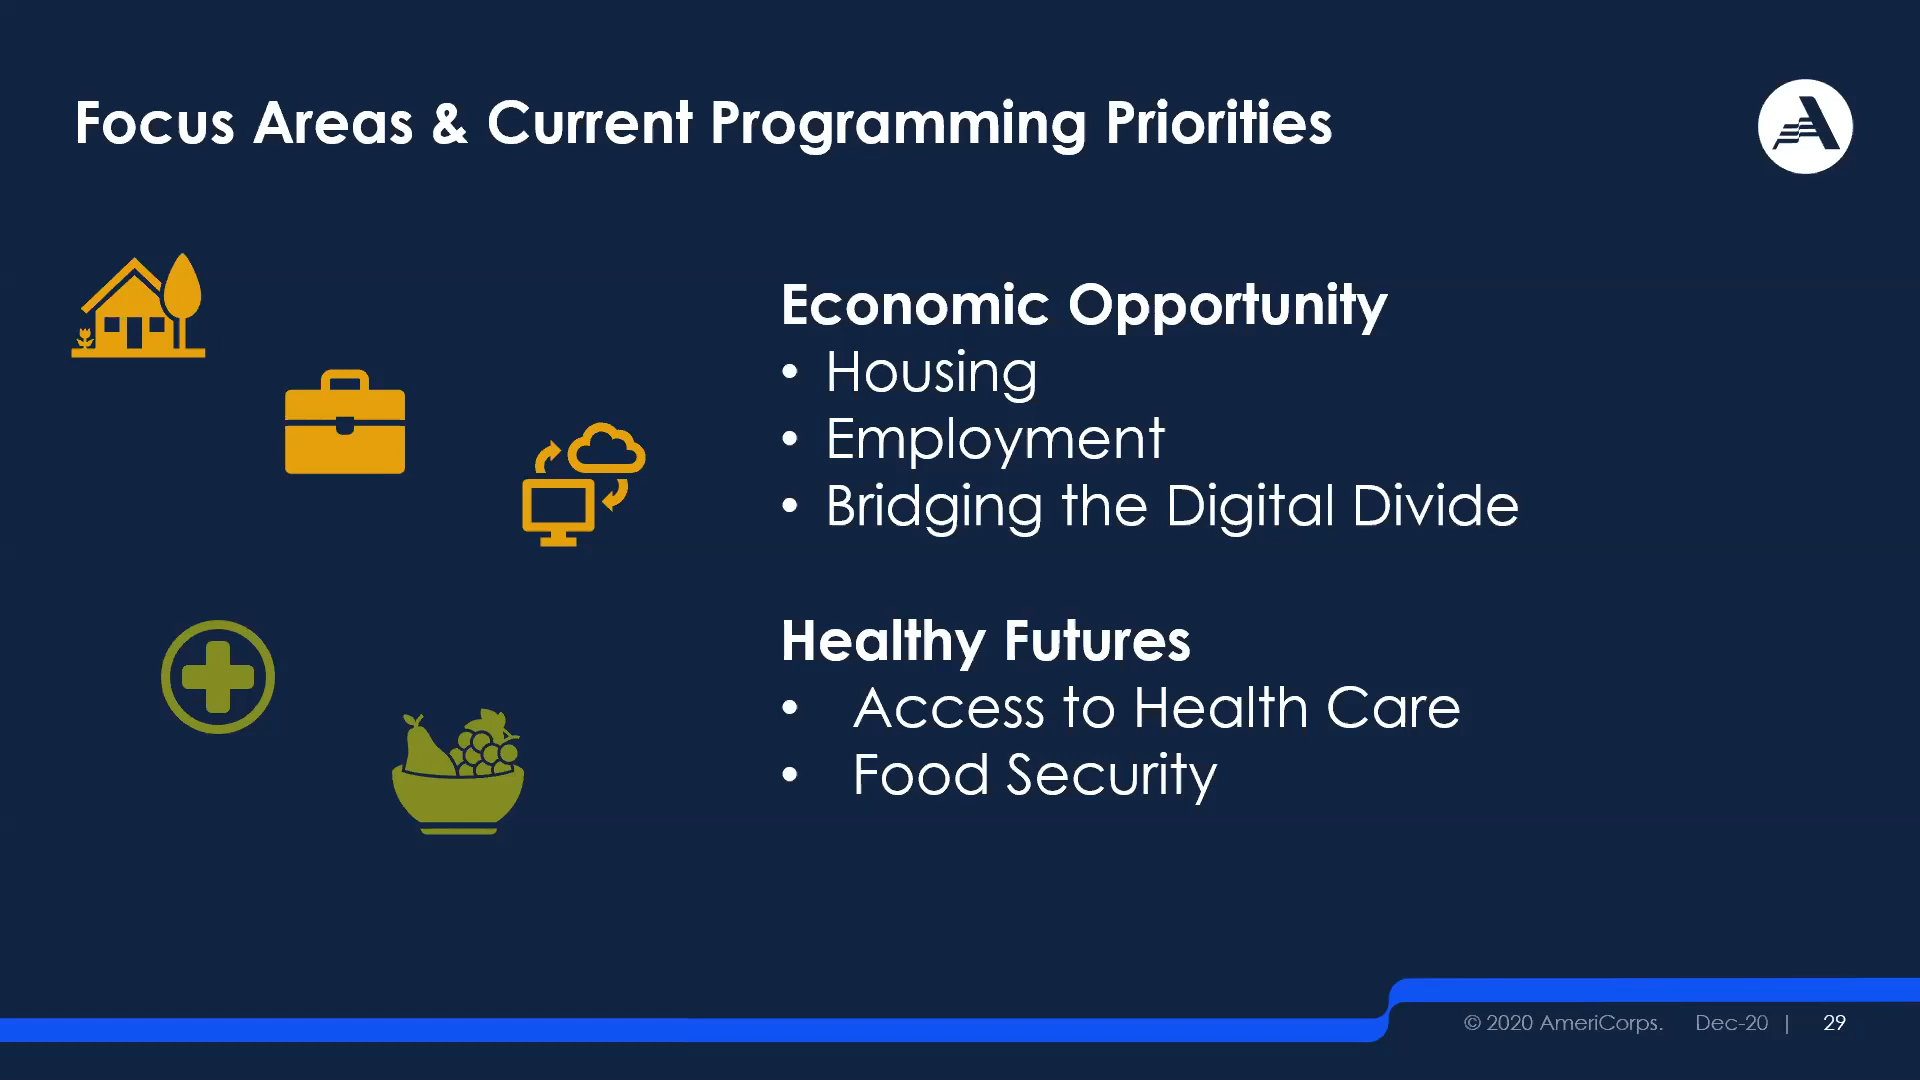 Focus Areas & Current Programming Priorities
Economic Opportunity
• Housing
• Employment
• Bridging the Digital Divide
Healthy Futures
• Access to Health Care
• Food Security
© 2020 AmeriCorps. Dec-20 | 29